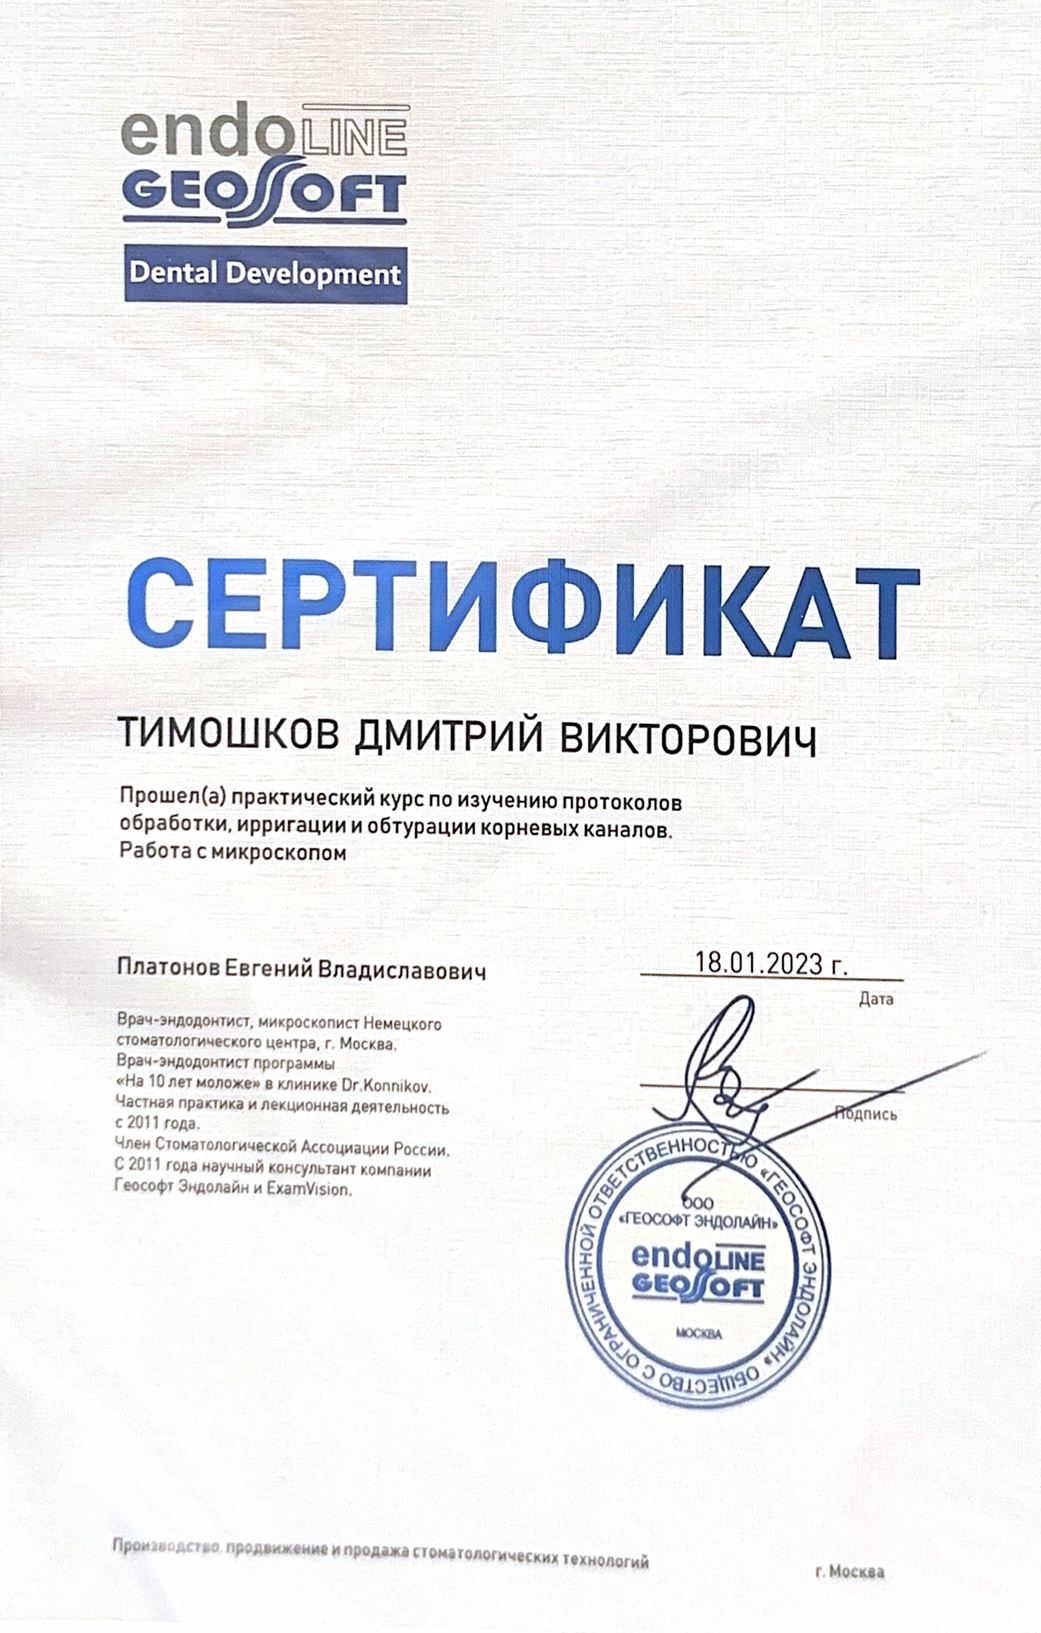 endoLINE
GEOSOFT
Dental Development
СЕРТИФИКАТ
ТИМОШКОВ ДМИТРИЙ ВИКТОРОВИЧ
Прошел(а) практический курс по изучению протоколов
обработки, ирригации и обтурации корневых каналов.
Работа с микроскопом
Платонов Евгений Владиславович
Врач-эндодонтист, микроскопист Немецкого
стоматологического центра, г. Москва.
Врач-эндодонтист программы
«На 10 лет моложе» в клинике Dr.Konnikov.
Частная практика и лекционная деятельность
с 2011 года.
Член Стоматологической Ассоциации России.
С 2011 года научный консультант компании
Геософт Эндолайн и ExamVision.
18.01.2023 г.
Дата
Подпись
ОБЩЕСТВО С ОГРАНИЧЕННОЙ ОТВЕТСТВЕННОСТЬЮ «ГЕОСОФТ ЭНДОЛАЙН»
ООО
«ГЕОСОФТ ЭНДОЛАЙН»
endoLINE
GEOSOFT
МОСКВА
Производство, продвижение и продажа стоматологических технологий
г. Москва